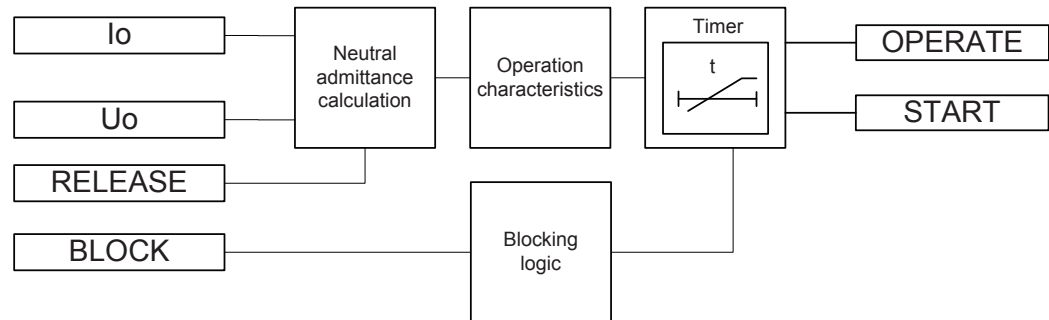 Io
Uo
RELEASE
BLOCK
Neutral
admittance
calculation
Operation
characteristics
Timer
t
Blocking
logic
OPERATE
START